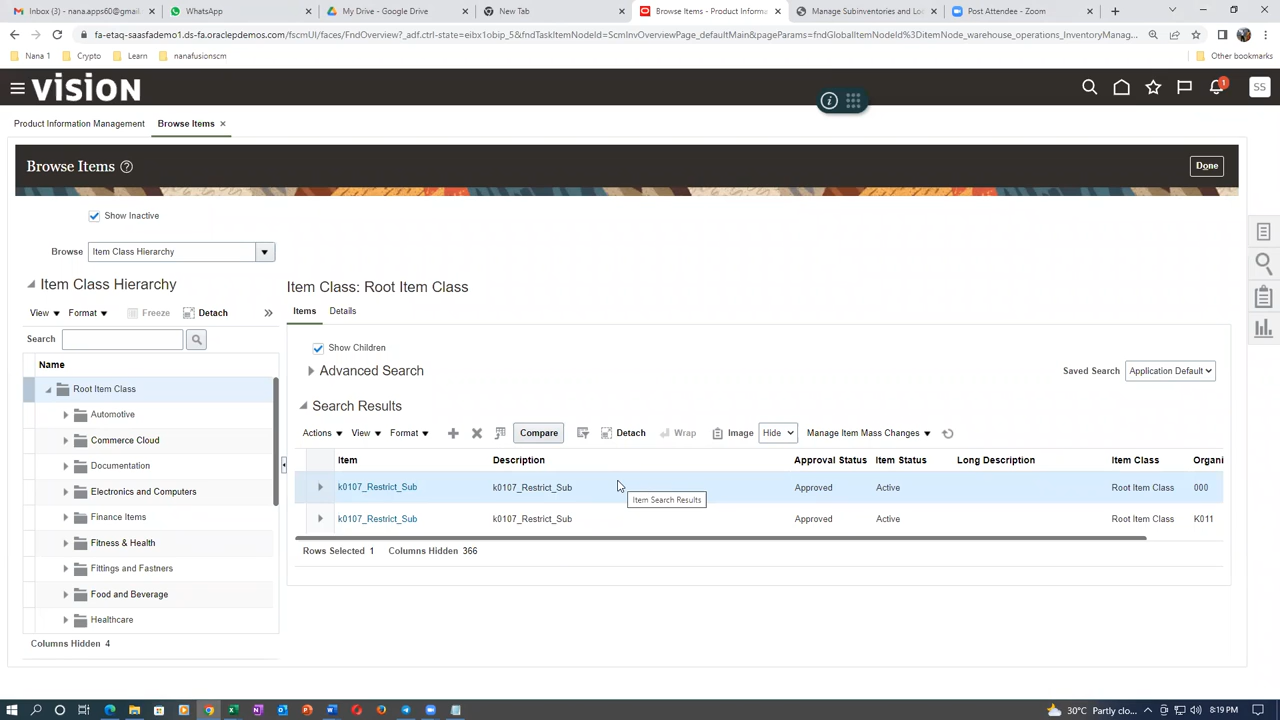 Inbox (3) - nana.apps60@gmail.
WhatsApp
My Drive - Google Drive
New Tab
Browse Items - Product Informa
Manage Subinventories and Loc
Post Attendee - Zoom
fa-etaq-saasfademo1.ds-fa.oraclepdemos.com/fscmUI/faces/FndOverview?_adf.ctrl-state=eibx1obip_5&fndTaskItemNodeId=ScmInvOverviewPage_defaultMain&pageParams=fndGlobalItemNodeId%3DitemNode_warehouse_operations_InventoryManag...
Nana 1
Crypto
Learn
nanafusionscm
Other bookmarks
VISION
1
SS
Product Information Management
Browse Items
Browse Items
Done
Show Inactive
Browse
Item Class Hierarchy
Item Class Hierarchy
Item Class: Root Item Class
View
Format
Freeze
Detach
Items
Details
Search
Show Children
Advanced Search
Saved Search
Application Default
Name
Search Results
Root Item Class
Automotive
Commerce Cloud
Documentation
Electronics and Computers
Finance Items
Fitness & Health
Fittings and Fastners
Food and Beverage
Healthcare
Columns Hidden 4
Actions
View
Format
Compare
Detach
Wrap
Image
Hide
Manage Item Mass Changes
Item Description Approval Status Item Status Long Description Item Class Organi
k0107_Restrict_Sub k0107_Restrict_Sub Approved Active Root Item Class 000
Item Search Results
k0107_Restrict_Sub k0107_Restrict_Sub Approved Active Root Item Class K011
Rows Selected 1 Columns Hidden 366
30°C Partly clo...
8:19 PM